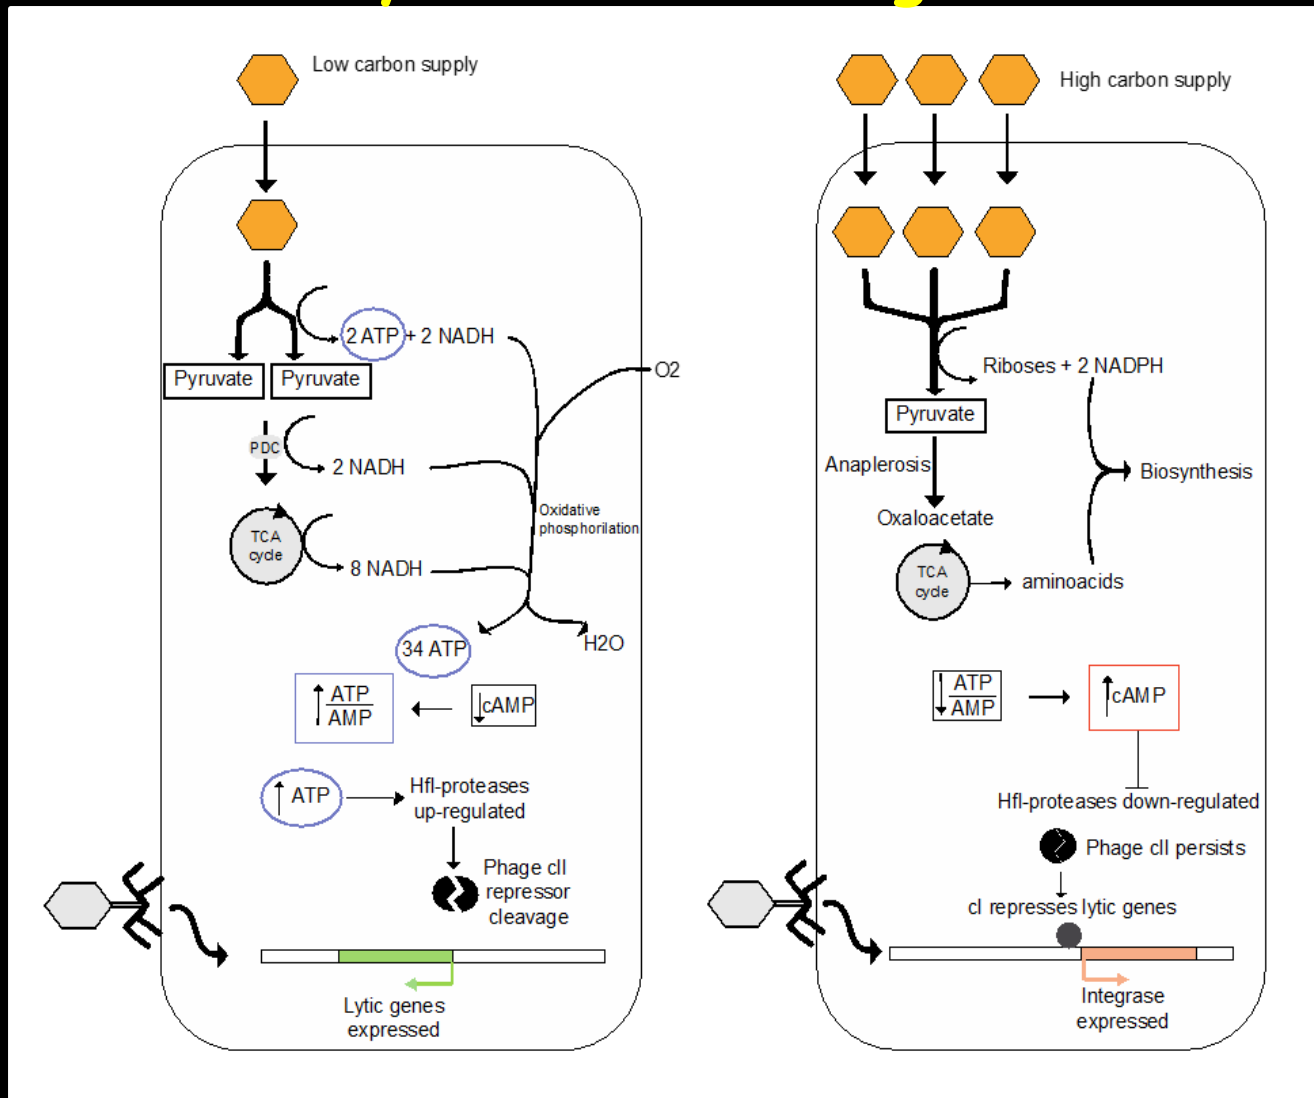 Low carbon supply
2 ATP + 2 NADH
Pyruvate
Pyruvate
O2
PDC
2 NADH
Oxidative
phosphorilation
TCA
cycle
8 NADH
34 ATP
H2O
ATP
AMP
cAMP
ATP
Hfl-proteases
up-regulated
Phage cII
repressor
cleavage
Lytic genes
expressed
High carbon supply
Riboses + 2 NADPH
Pyruvate
Anaplerosis
Biosynthesis
Oxaloacetate
TCA
cycle
aminoacids
ATP
AMP
cAMP
Hfl-proteases down-regulated
Phage cII persists
cI represses lytic genes
Integrase
expressed